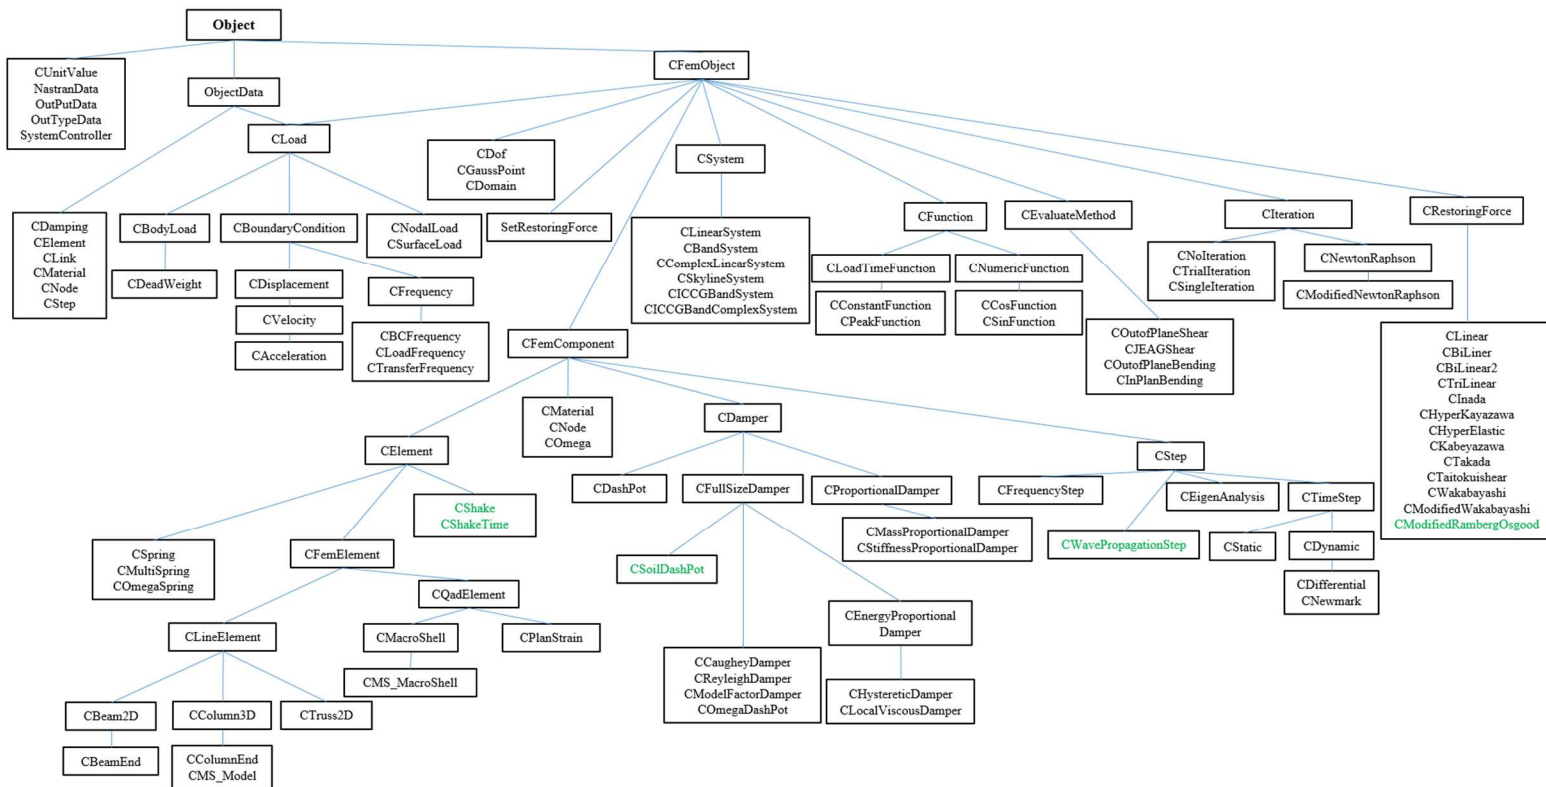 Object
CUnitValue
NastranData
OutPutData
OutTypeData
SystemController
ObjectData
CFemObject
CLoad
CDof
CGaussPoint
CDomain
CSystem
CDamping
CElement
CLink
CMaterial
CNode
CStep
CBodyLoad
CBoundaryCondition
CNodalLoad
CSurfaceLoad
SetRestoringForce
CLinearSystem
CBandSystem
CComplexLinearSystem
CSkylineSystem
CICCGBandSystem
CICCGBandComplexSystem
CFunction
CEvaluateMethod
CIteration
CRestoringForce
CDeadWeight
CDisplacement
CFrequency
CVelocity
CAcceleration
CBCFrequency
CLoadFrequency
CTransferFrequency
CLoadTimeFunction
CNumericFunction
CConstantFunction
CPeakFunction
CCosFunction
CSinFunction
CNoIteration
CTrialIteration
CSingleIteration
CNewtonRaphson
CModifiedNewtonRaphson
COutofPlaneShear
CJEAGShear
COutofPlaneBending
CInPlanBending
CLinear
CBiLiner
CBiLinear2
CTriLinear
CInada
CHyperKayazawa
CHyperElastic
CKabeyazawa
CTakada
CTaitokuishear
CWakabayashi
CModifiedWakabayashi
CModifiedRambergOsgood
CFemComponent
CElement
CMaterial
CNode
COmega
CDamper
CStep
CShake
CShakeTime
CDashPot
CFullSizeDamper
CProportionalDamper
CFrequencyStep
CEigenAnalysis
CTimeStep
CSpring
CMultiSpring
COmegaSpring
CFemElement
CMassProportionalDamper
CStiffnessProportionalDamper
CSoilDashPot
CWavePropagationStep
CStatic
CDynamic
CDifferential
CNewmark
CQadElement
CLineElement
CMacroShell
CPlanStrain
CEnergyProportional
Damper
CMS_MacroShell
CCaugheyDamper
CReyleighDamper
CModelFactorDamper
COmegaDashPot
CHystereticDamper
CLocalViscousDamper
CBeam2D
CColumn3D
CTruss2D
CBeamEnd
CColumnEnd
CMS_Model